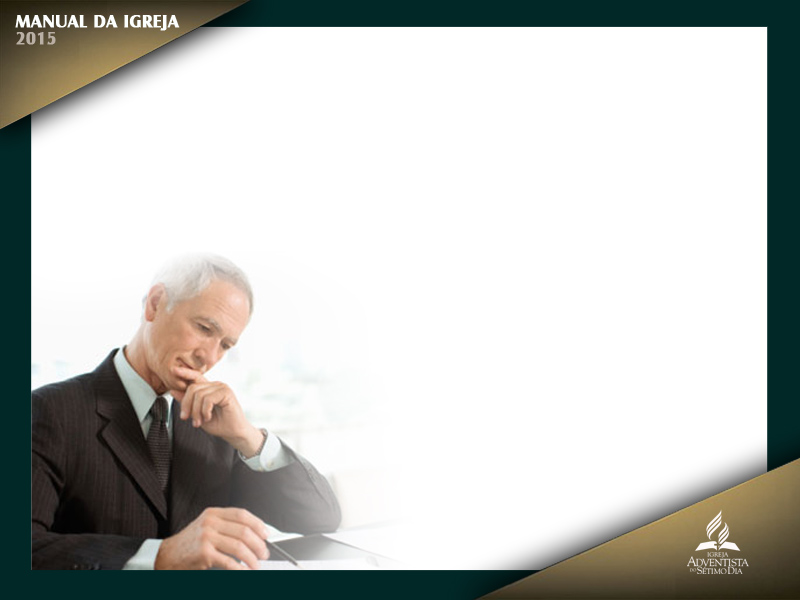 MANUAL DA IGREJA
2015
IGREJA
ADVENTISTA
DO SÉTIMO DIA